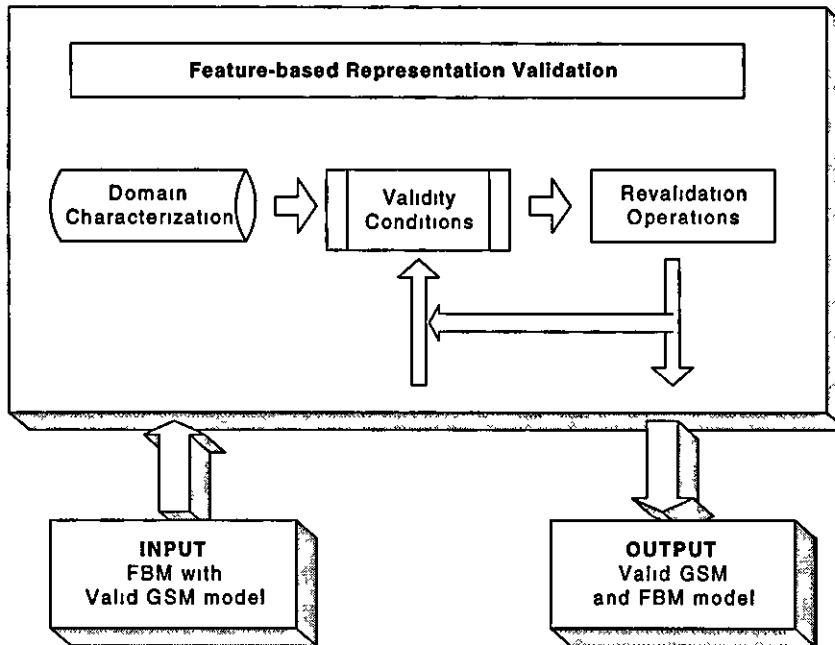 Feature-based Representation Validation
Domain
Characterization
Validity
Conditions
Revalidation
Operations
INPUT
FBM with
Valid GSM model
OUTPUT
Valid GSM
and FBM model